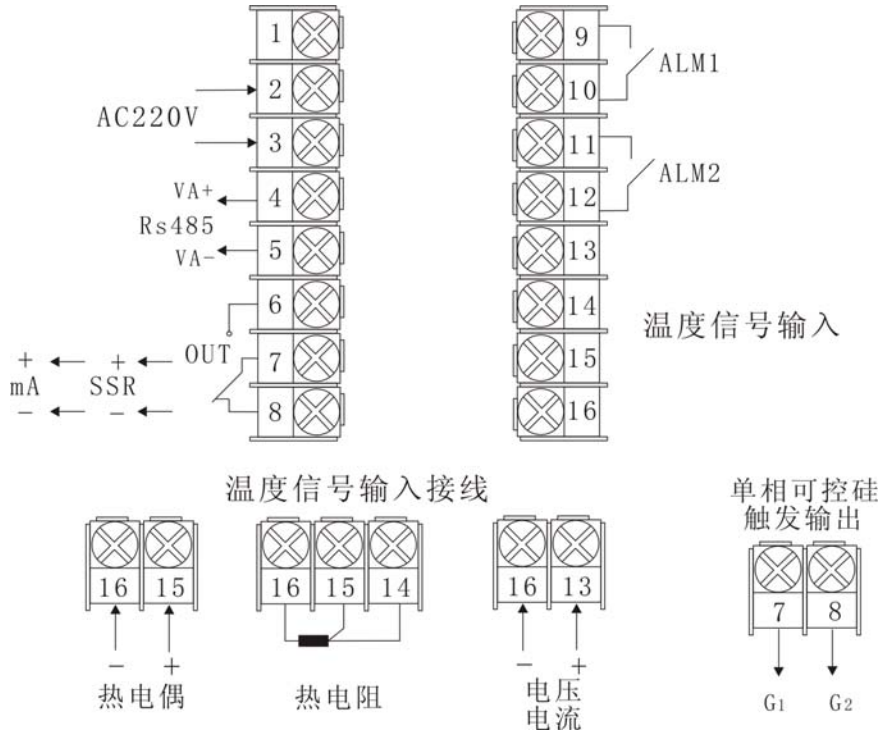 1
2
3
4
5
6
7
8
AC220V
VA+
Rs485
VA-
OUT
+ +
mA SSR
- -
9
10
11
12
13
14
15
16
ALM1
ALM2
温度信号输入
温度信号输入接线
16 15
- +
热电偶
16 15 14
热电阻
16 13
- +
电压
电流
单相可控硅
触发输出
7 8
G1 G2